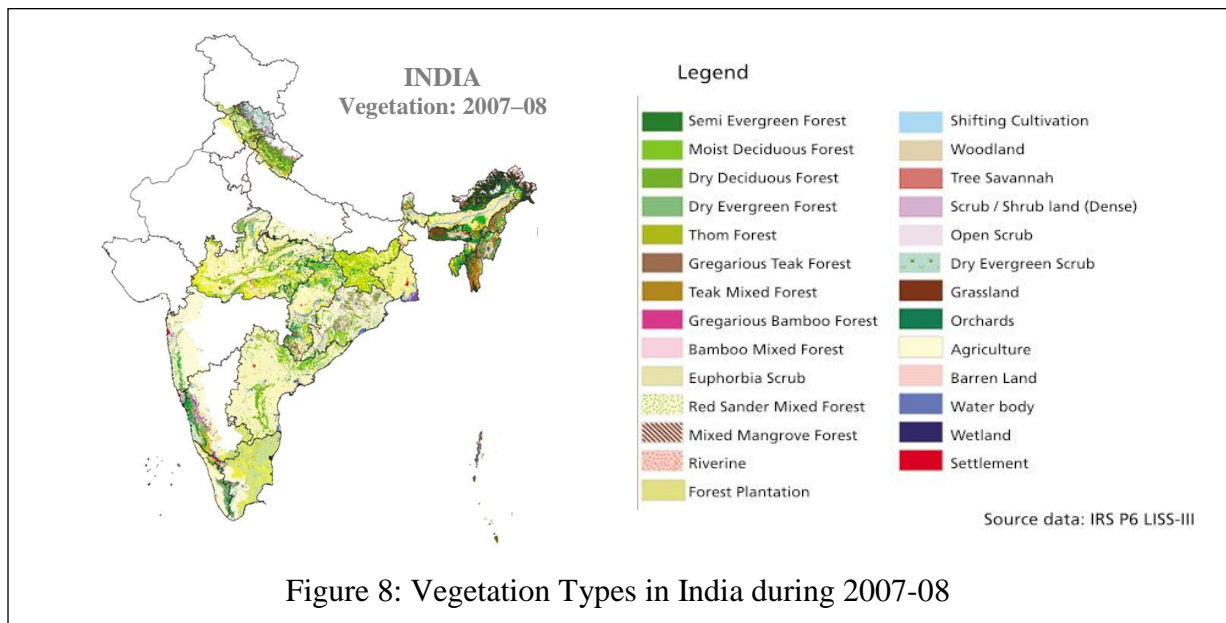 INDIA
Vegetation: 2007–08
Legend
Semi Evergreen Forest
Moist Deciduous Forest
Dry Deciduous Forest
Dry Evergreen Forest
Thom Forest
Gregarious Teak Forest
Teak Mixed Forest
Gregarious Bamboo Forest
Bamboo Mixed Forest
Euphorbia Scrub
Red Sander Mixed Forest
Mixed Mangrove Forest
Riverine
Forest Plantation
Shifting Cultivation
Woodland
Tree Savannah
Scrub / Shrub land (Dense)
Open Scrub
Dry Evergreen Scrub
Grassland
Orchards
Agriculture
Barren Land
Water body
Wetland
Settlement
Source data: IRS P6 LISS-III
Figure 8: Vegetation Types in India during 2007-08